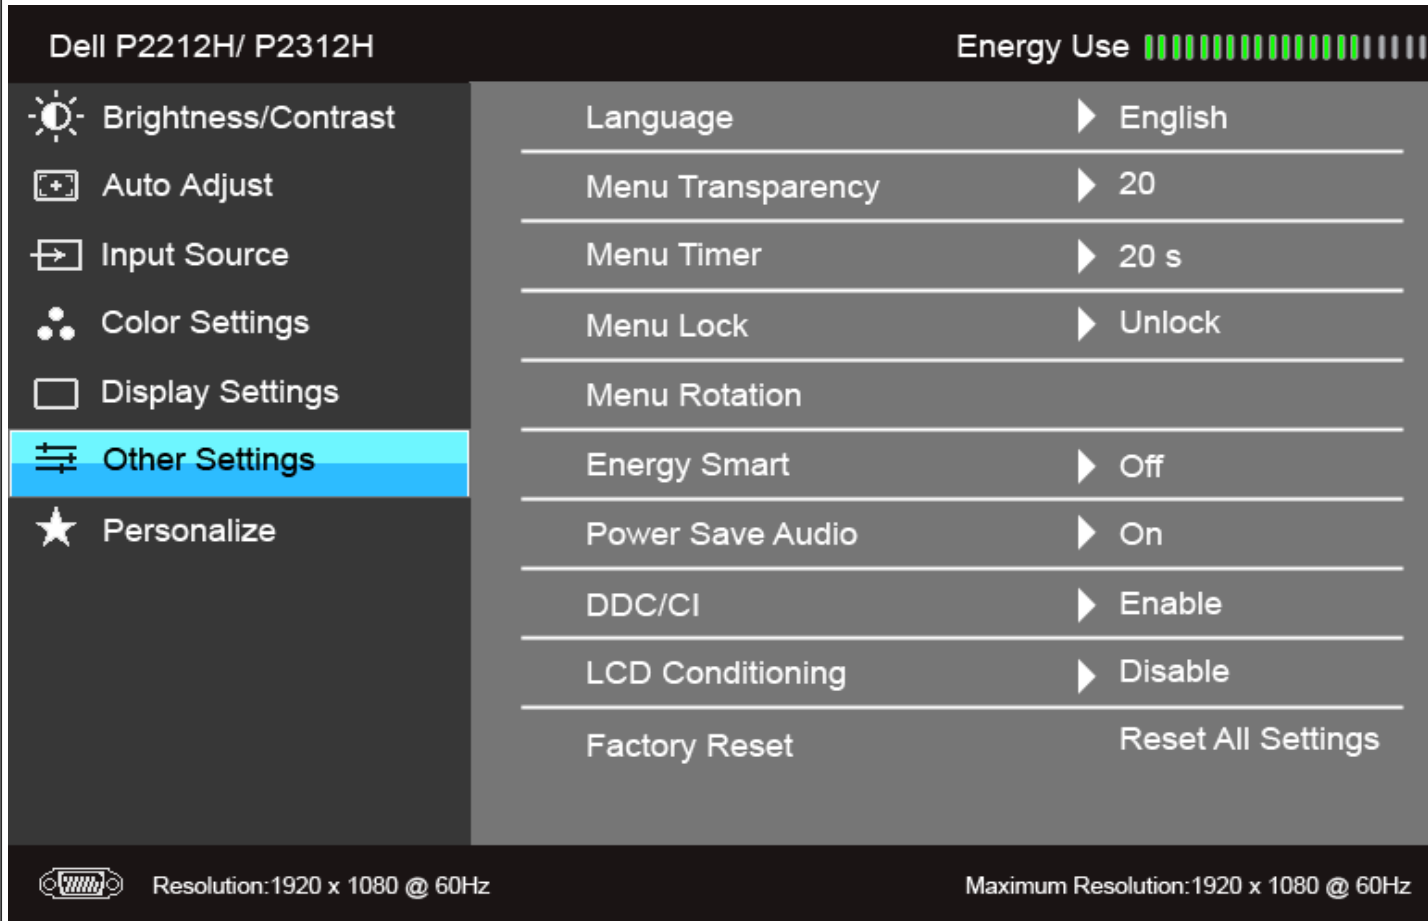 Dell P2212H/ P2312H Energy Use
Brightness/Contrast
Auto Adjust
Input Source
Color Settings
Display Settings
Other Settings
Personalize
Language English
Menu Transparency 20
Menu Timer 20 s
Menu Lock Unlock
Menu Rotation
Energy Smart Off
Power Save Audio On
DDC/CI Enable
LCD Conditioning Disable
Factory Reset Reset All Settings
Resolution:1920 x 1080 @ 60Hz Maximum Resolution:1920 x 1080 @ 60Hz